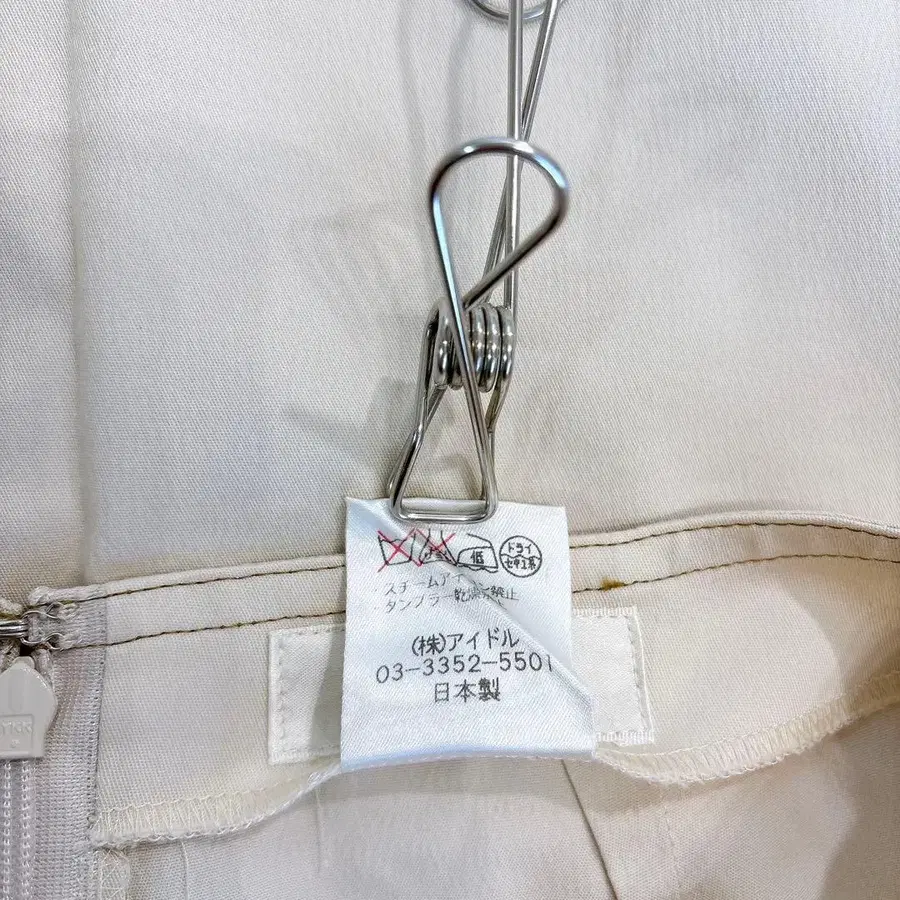 低 ドライ
セキユ系
・スチームアイ
・タンブラー乾燥禁止
(株)アイドル
03-3352-5501
日本製
YKK